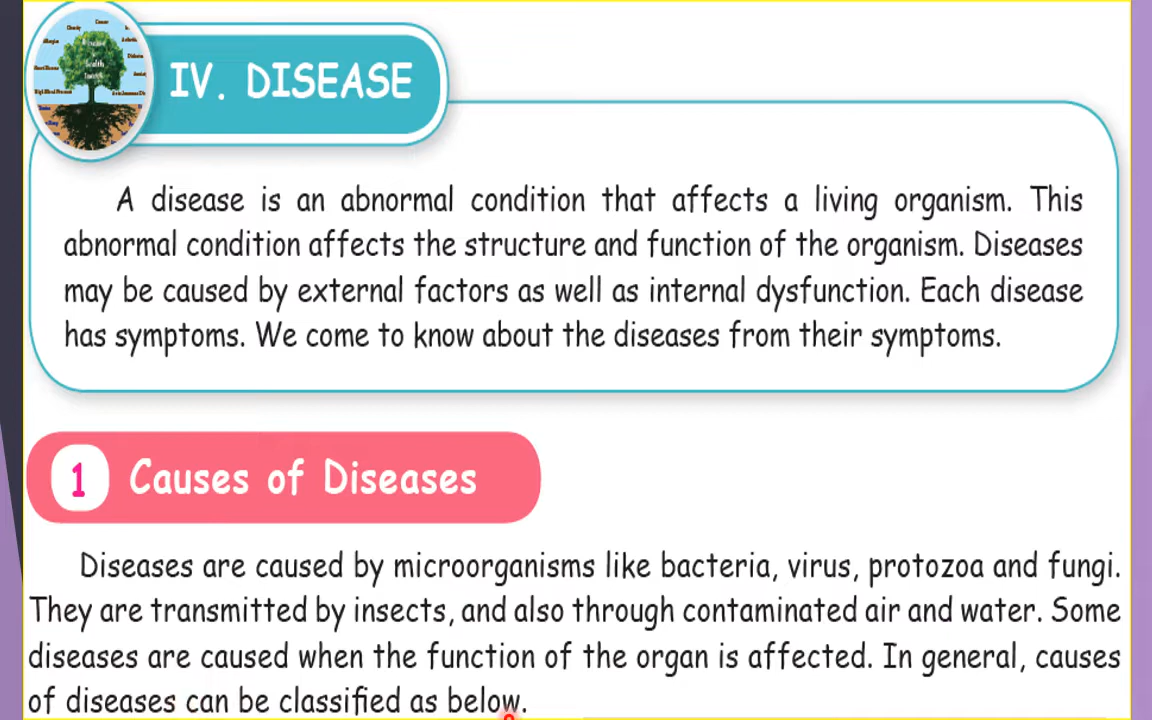 IV. DISEASE
A disease is an abnormal condition that affects a living organism. This
abnormal condition affects the structure and function of the organism. Diseases
may be caused by external factors as well as internal dysfunction. Each disease
has symptoms. We come to know about the diseases from their symptoms.
1 Causes of Diseases
Diseases are caused by microorganisms like bacteria, virus, protozoa and fungi.
They are transmitted by insects, and also through contaminated air and water. Some
diseases are caused when the function of the organ is affected. In general, causes
of diseases can be classified as below.